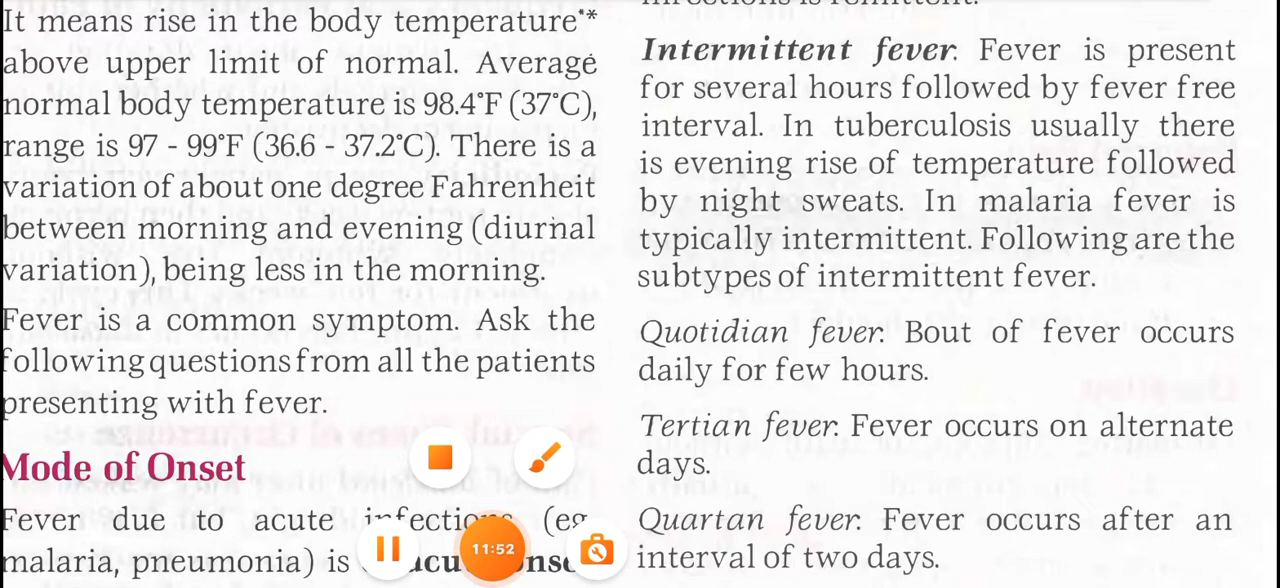 It means rise in the body temperature**
above upper limit of normal. Average
normal body temperature is 98.4°F (37°C),
range is 97 - 99°F (36.6 - 37.2°C). There is a
variation of about one degree Fahrenheit
between morning and evening (diurnal
variation), being less in the morning.
Fever is a common symptom. Ask the
following questions from all the patients
presenting with fever.
Mode of Onset
Fever due to acute infections (eg
malaria, pneumonia) is
11:52
Intermittent fever. Fever is present
for several hours followed by fever free
interval. In tuberculosis usually there
is evening rise of temperature followed
by night sweats. In malaria fever is
typically intermittent. Following are the
subtypes of intermittent fever.
Quotidian fever: Bout of fever occurs
daily for few hours.
Tertian fever: Fever occurs on alternate
days.
Quartan fever: Fever occurs after an
interval of two days.